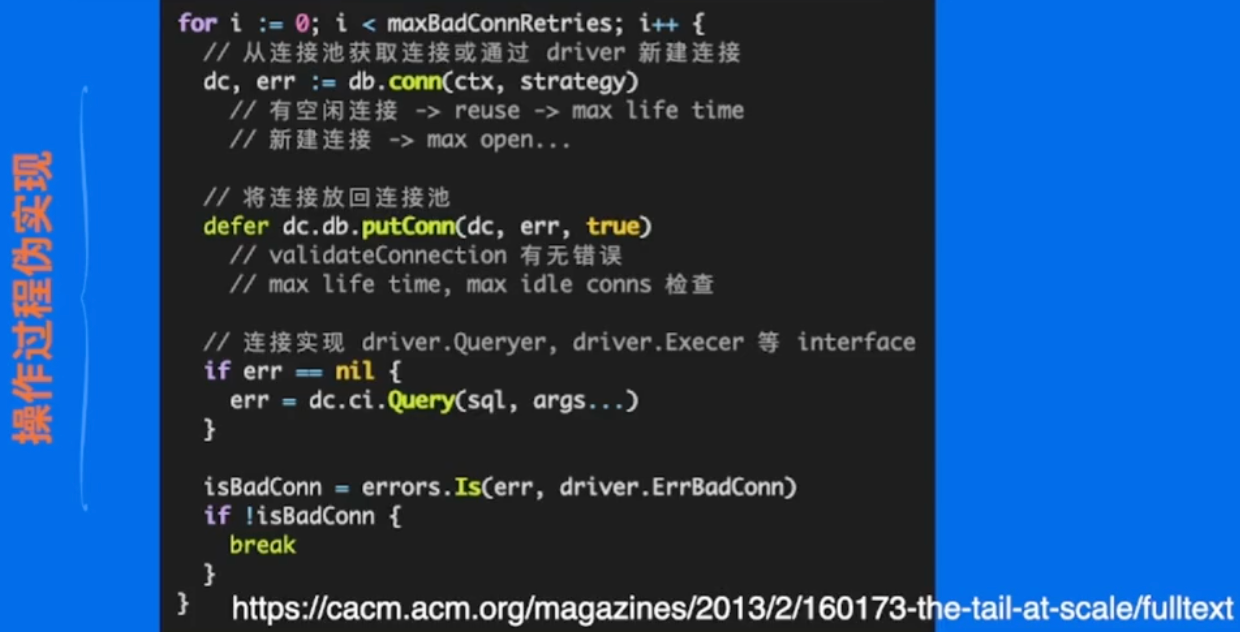 操作过程伪实现
for i := 0; i < maxBadConnRetries; i++ {
// 从连接池获取连接或通过 driver 新建连接
dc, err := db.conn(ctx, strategy)
// 有空闲连接 -> reuse -> max life time
// 新建连接 -> max open...
// 将连接放回连接池
defer dc.db.putConn(dc, err, true)
// validateConnection 有无错误
// max life time, max idle conns 检查
// 连接实现 driver.Queryer, driver.Execer 等 interface
if err == nil {
err = dc.ci.Query(sql, args...)
}
isBadConn = errors.Is(err, driver.ErrBadConn)
if !isBadConn {
break
}
}
https://cacm.acm.org/magazines/2013/2/160173-the-tail-at-scale/fulltext